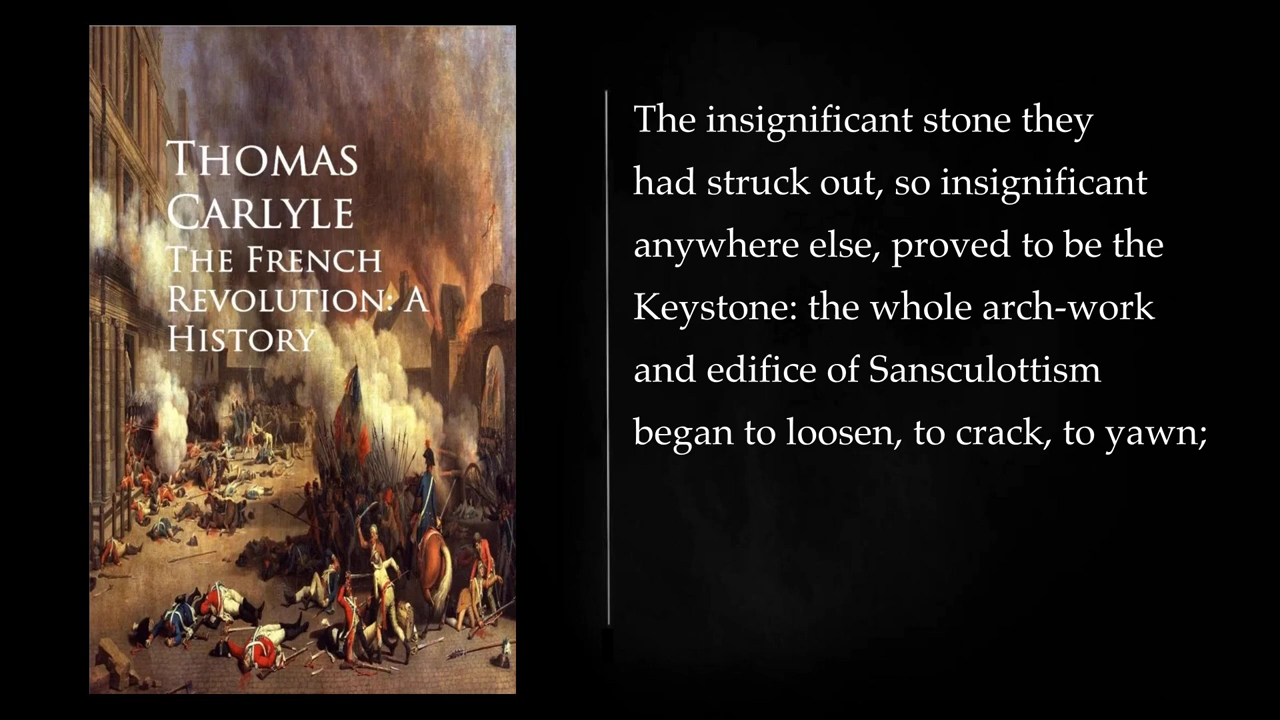 THOMAS
CARLYLE
THE FRENCH
REVOLUTION: A
HISTORY
The insignificant stone they
had struck out, so insignificant
anywhere else, proved to be the
Keystone: the whole arch-work
and edifice of Sansculottism
began to loosen, to crack, to yawn;